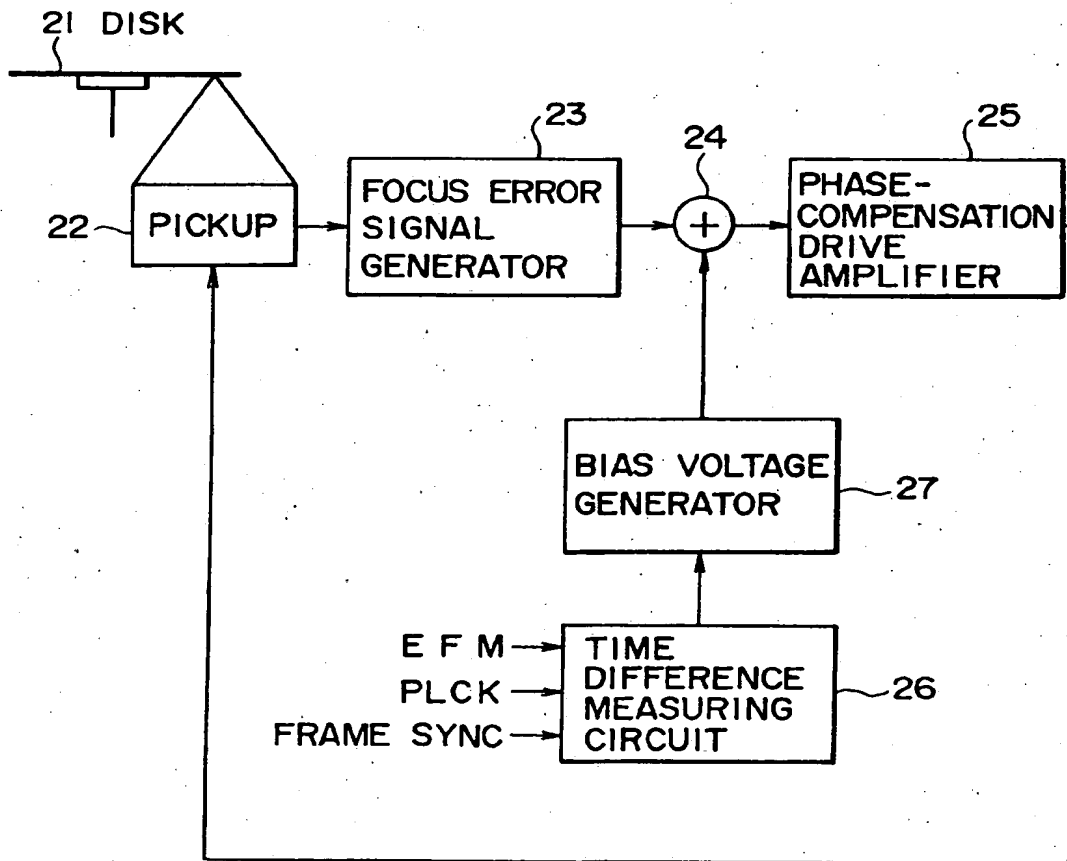 21 DISK
22
PICKUP
23
FOCUS ERROR
SIGNAL
GENERATOR
24
+
25
PHASE-
COMPENSATION
DRIVE
AMPLIFIER
BIAS VOLTAGE
GENERATOR
27
E F M
PLCK
FRAME SYNC
TIME
DIFFERENCE
MEASURING
CIRCUIT
26